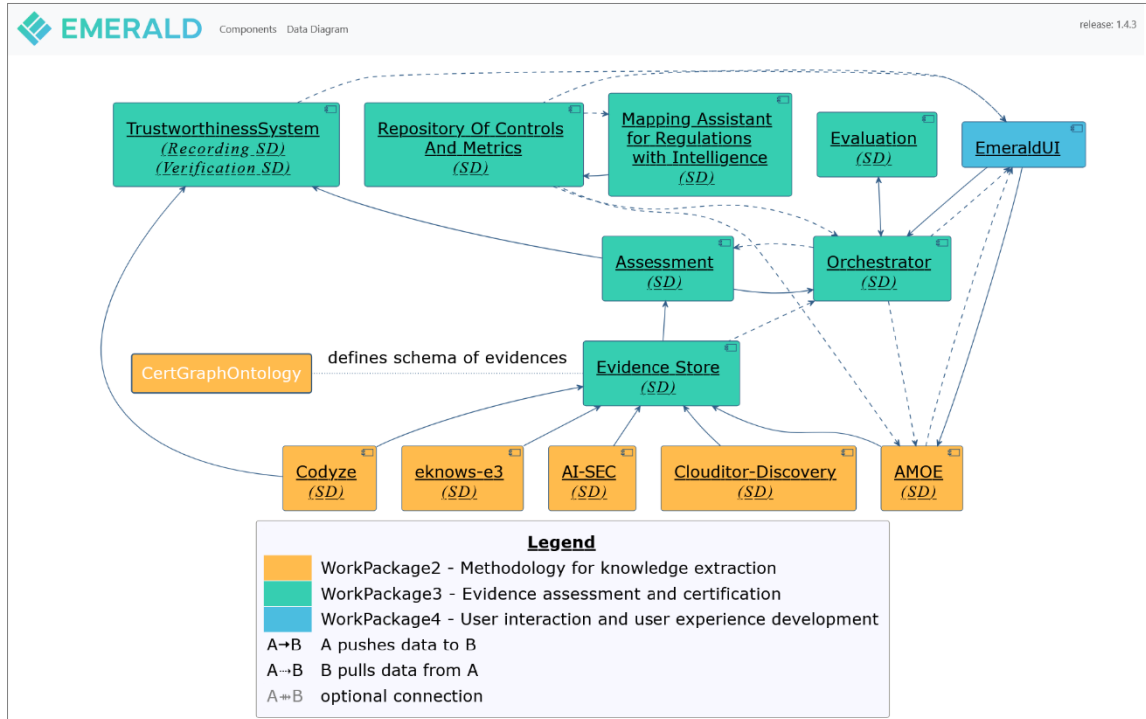 EMERALD Components Data Diagram release: 1.4.3
TrustworthinessSystem
(Recording SD)
(Verification SD)
Repository Of Controls
And Metrics
(SD)
Mapping Assistant
for Regulations
with Intelligence
(SD)
Evaluation
(SD)
EmeraldUI
Assessment
(SD)
Orchestrator
(SD)
CertGraphOntology
defines schema of evidences
Evidence Store
(SD)
Codyze
(SD)
eknows-e3
(SD)
AI-SEC
(SD)
Clouditor-Discovery
(SD)
AMOE
(SD)
Legend
WorkPackage2 - Methodology for knowledge extraction
WorkPackage3 - Evidence assessment and certification
WorkPackage4 - User interaction and user experience development
A→B A pushes data to B
A⇢B B pulls data from A
A↠B optional connection